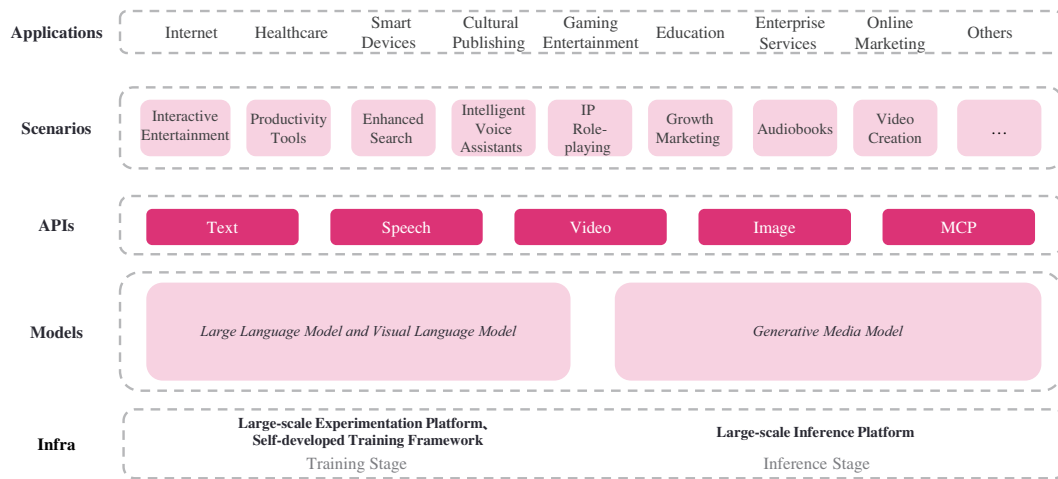 Applications
Internet
Healthcare
Smart
Devices
Cultural
Publishing
Gaming
Entertainment
Education
Enterprise
Services
Online
Marketing
Others
Scenarios
Interactive
Entertainment
Productivity
Tools
Enhanced
Search
Intelligent
Voice
Assistants
IP
Role-
playing
Growth
Marketing
Audiobooks
Video
Creation
...
APIs
Text
Speech
Video
Image
MCP
Models
Large Language Model and Visual Language Model
Generative Media Model
Infra
Large-scale Experimentation Platform、
Self-developed Training Framework
Training Stage
Large-scale Inference Platform
Inference Stage